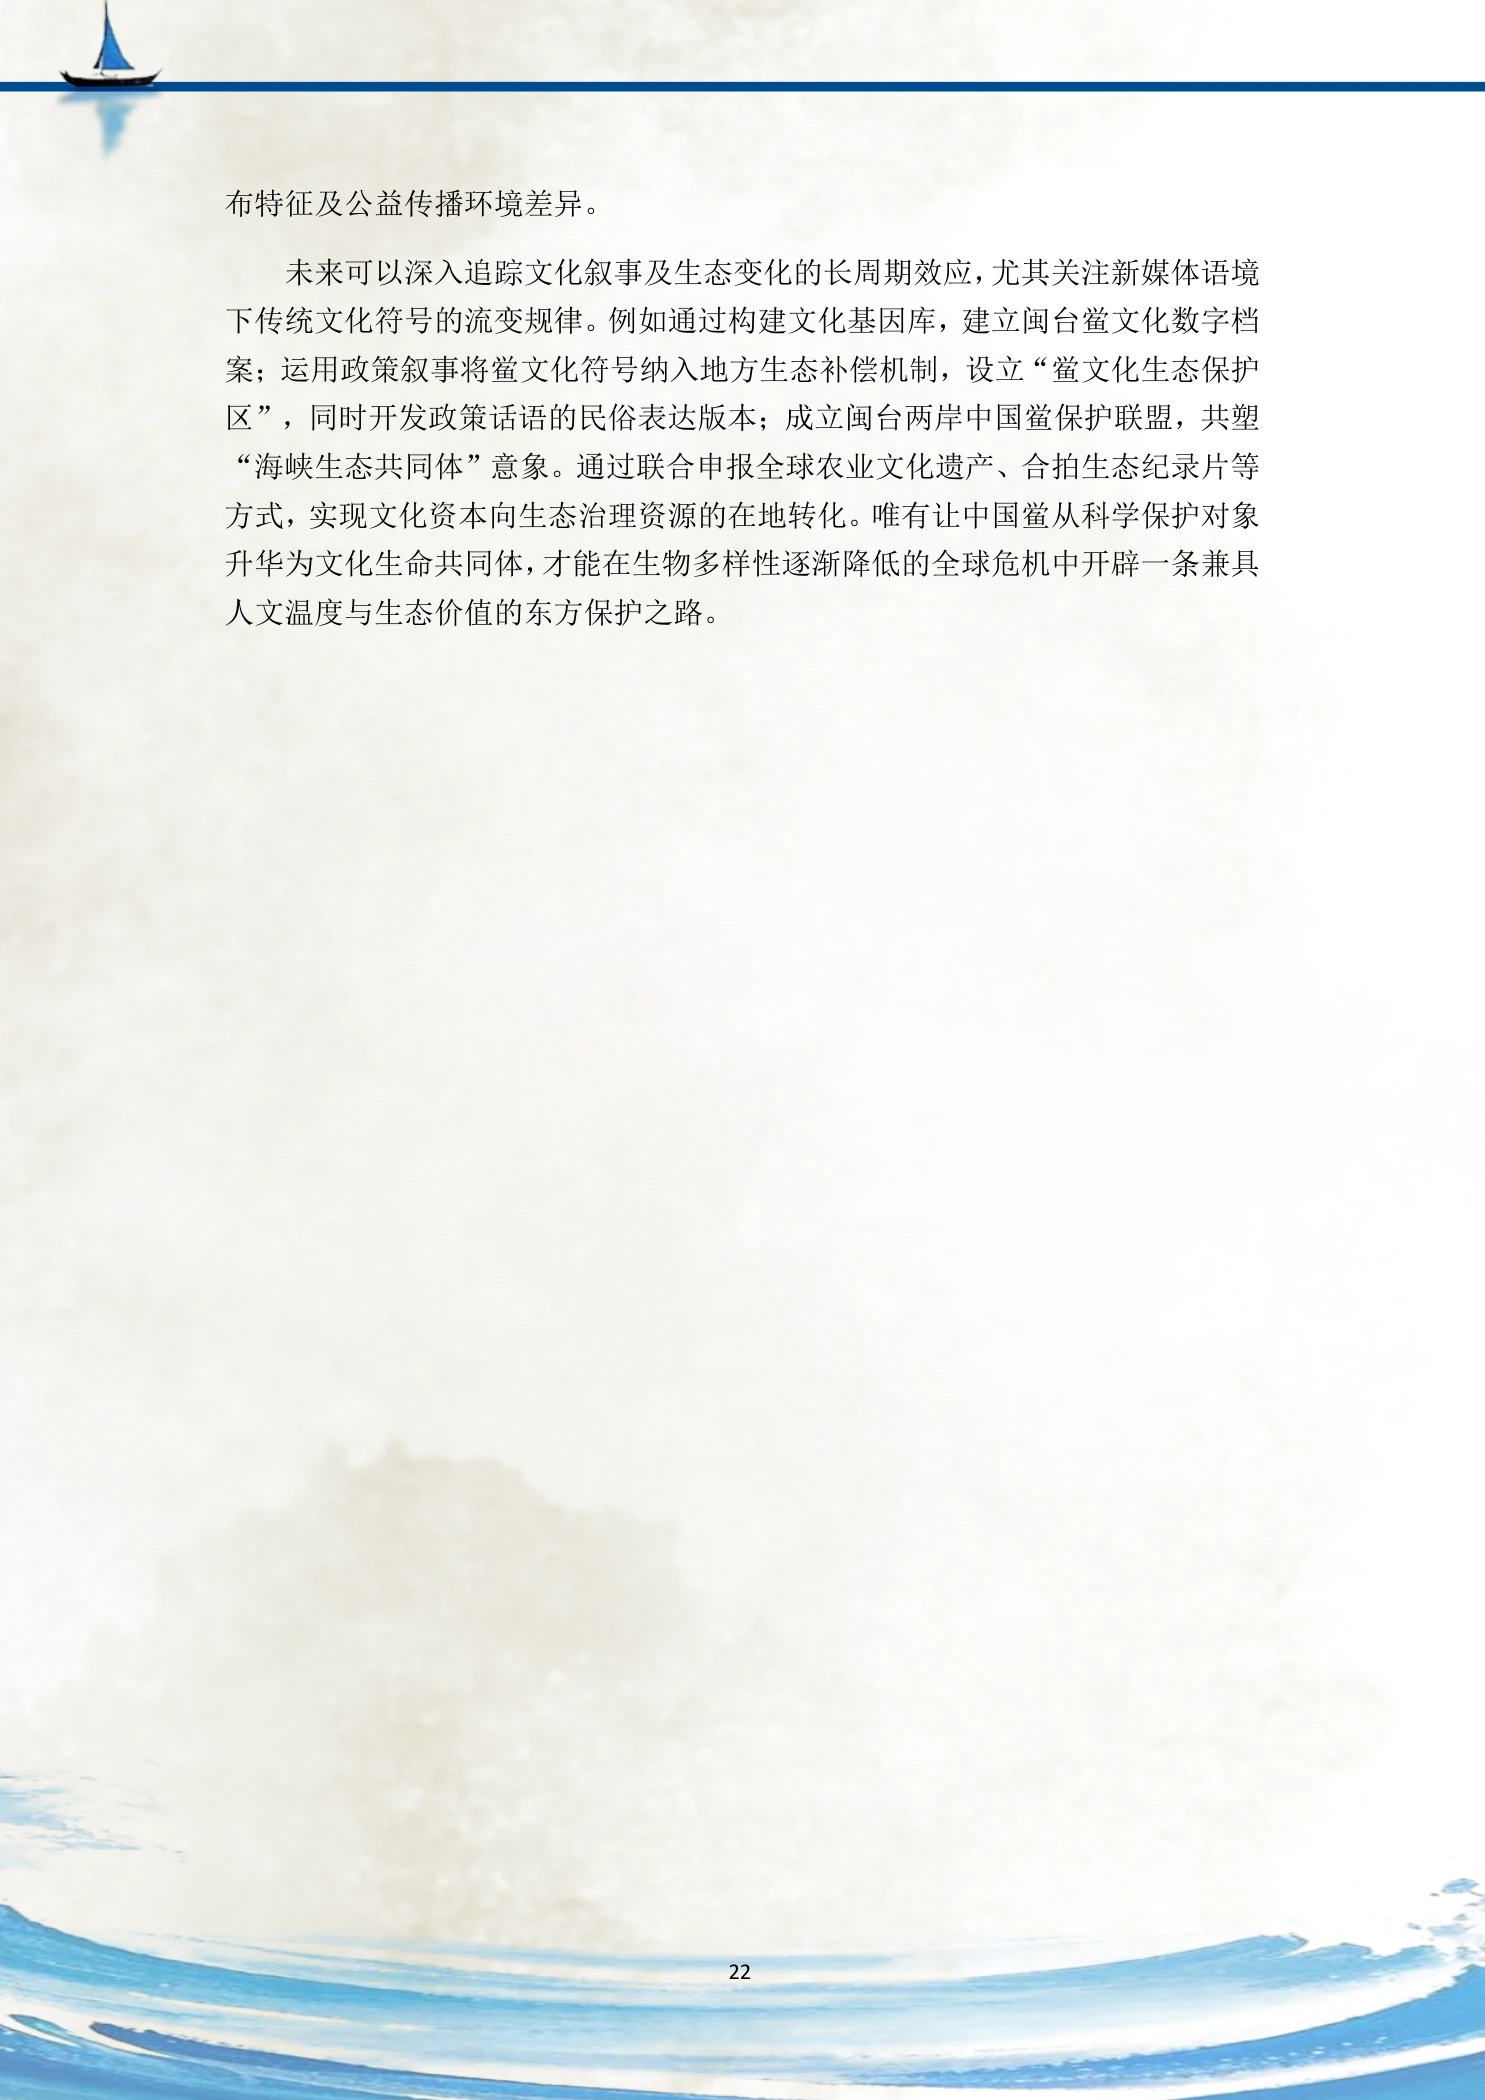 布特征及公益传播环境差异。
未来可以深入追踪文化叙事及生态变化的长周期效应，尤其关注新媒体语境
下传统文化符号的流变规律。例如通过构建文化基因库，建立闽台鲎文化数字档
案；运用政策叙事将鲎文化符号纳入地方生态补偿机制，设立“鲎文化生态保护
区”，同时开发政策话语的民俗表达版本；成立闽台两岸中国鲎保护联盟，共塑
“海峡生态共同体”意象。通过联合申报全球农业文化遗产、合拍生态纪录片等
方式，实现文化资本向生态治理资源的在地转化。唯有让中国鲎从科学保护对象
升华为文化生命共同体，才能在生物多样性逐渐降低的全球危机中开辟一条兼具
人文温度与生态价值的东方保护之路。
22